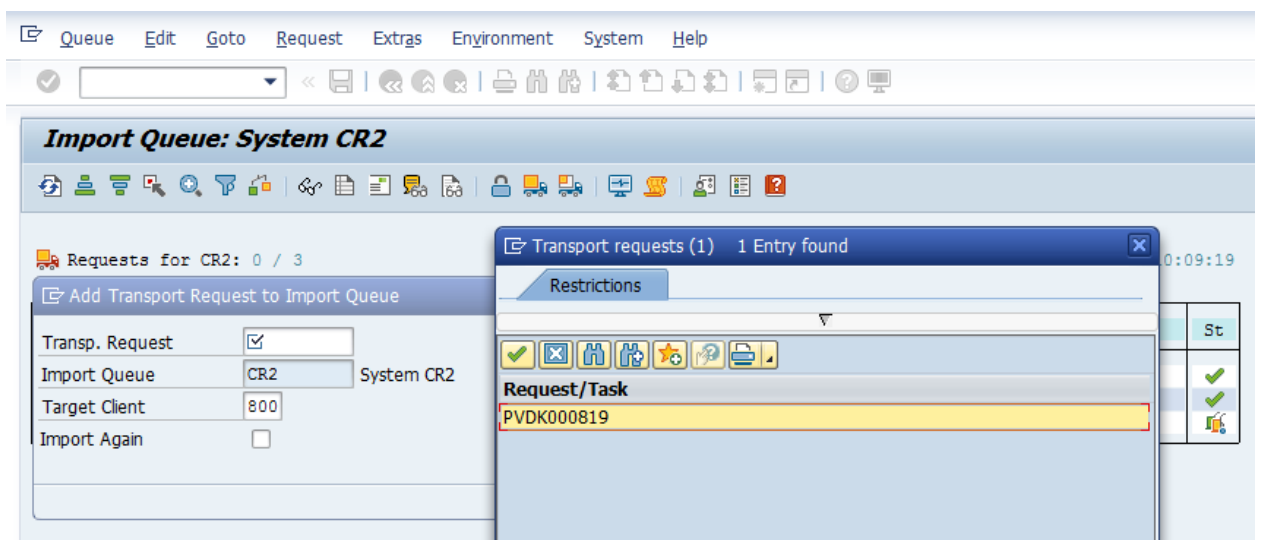 Queue Edit Goto Request Extras Environment System Help
Import Queue: System CR2
Requests for CR2: 0 / 3
0:09:19
Add Transport Request to Import Queue
Transp. Request
Import Queue CR2 System CR2
Target Client 800
Import Again
Transport requests (1) 1 Entry found
Restrictions
Request/Task
PVDK000819
St